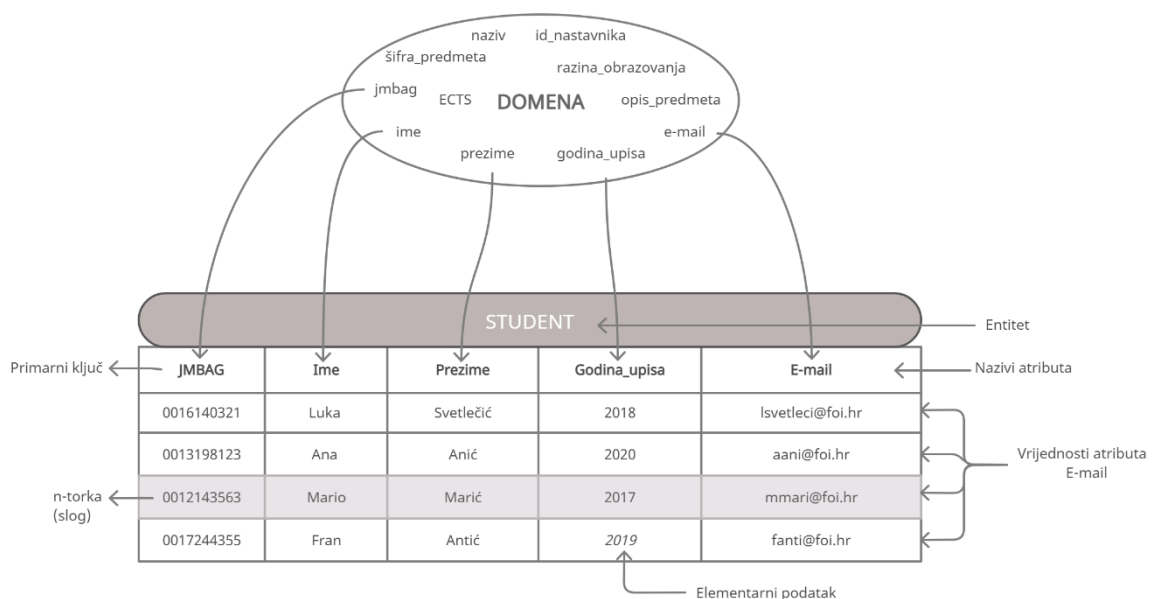 naziv id_nastavnika
šifra_predmeta
razina_obrazovanja
jmbag
ECTS DOMENA opis_predmeta
ime e-mail
prezime godina_upisa
STUDENT
Entitet
Primarni ključ JMBAG Ime Prezime Godina_upisa E-mail Nazivi atributa
0016140321 Luka Svetlečić 2018 lsvetleci@foi.hr
0013198123 Ana Anić 2020 aani@foi.hr
Vrijednosti atributa
E-mail
n-torka
(slog)
0012143563 Mario Marić 2017 mmari@foi.hr
0017244355 Fran Antić 2019 fanti@foi.hr
Elementarni podatak